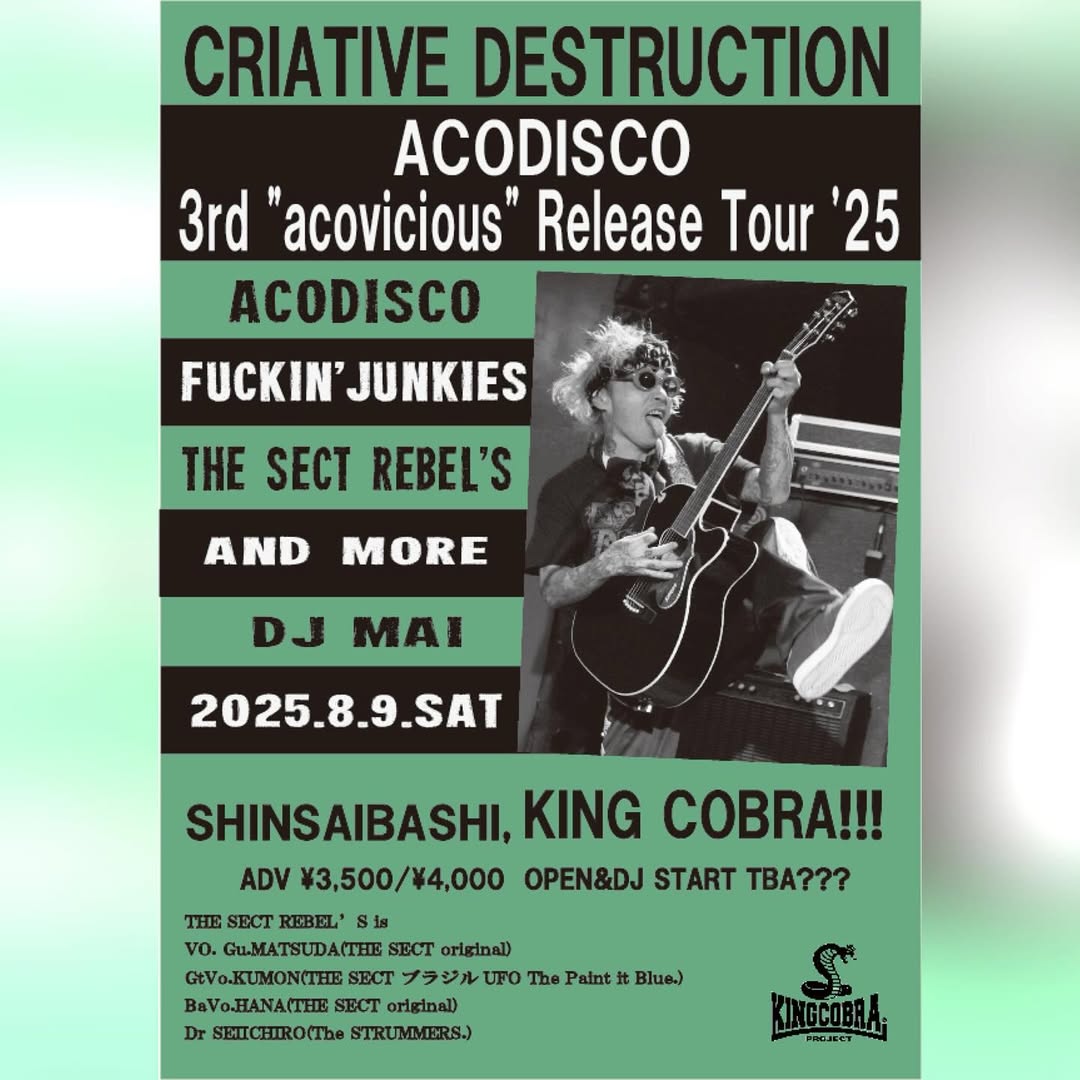 CRIATIVE DESTRUCTION
ACODISCO
3rd "acovicious" Release Tour '25
ACODISCO
FUCKIN'JUNKIES
THE SECT REBEL'S
AND MORE
DJ MAI
2025.8.9.SAT
SHINSAIBASHI, KING COBRA!!!
ADV ¥3,500/¥4,000 OPEN&DJ START TBA???
THE SECT REBEL’S is
VO. Gu.MATSUDA(THE SECT original)
GtVo.KUMON(THE SECT ブラジル UFO The Paint it Blue.)
BaVo.HANA(THE SECT original)
Dr SEIICHIRO(The STRUMMERS.)
KINGCOBRA
PROJECT